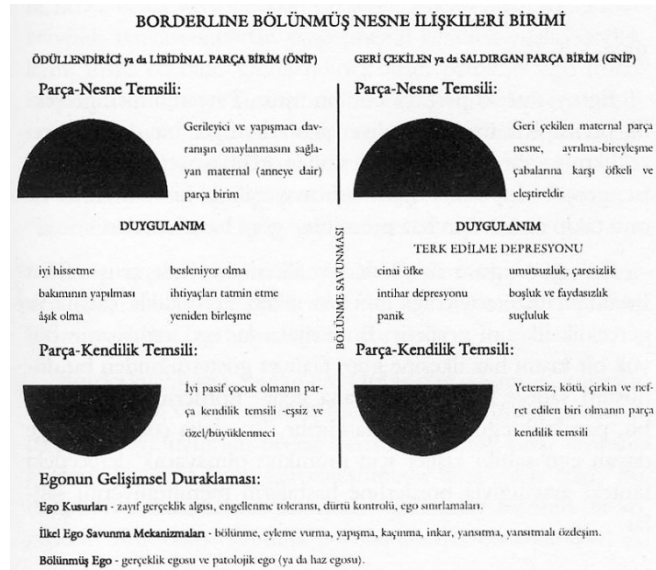 BORDERLINE BÖLÜNMÜŞ NESNE İLİŞKİLERİ BİRİMİ
ÖDÜLLENDİRİCİ ya da LİBİDİNAL PARÇA BİRİM (ÖNİP)
Parça-Nesne Temsili:
Gerileyici ve yapışmacı dav-
ranışın onaylanmasını sağla-
yan maternal (anneye dair)
parça birim
DUYGULANIM
iyi hissetme besleniyor olma
bakımının yapılması ihtiyaçları tatmin etme
âşık olma yeniden birleşme
Parça-Kendilik Temsili:
İyi pasif çocuk olmanın par-
ça kendilik temsili -eşsiz ve
özel/büyüklenmeci
BÖLÜNME SAVUNMASI
GERİ ÇEKİLEN ya da SALDIRGAN PARÇA BİRİM (GNİP)
Parça-Nesne Temsili:
Geri çekilen maternal parça
nesne, ayrılma-bireyleşme
çabalarına karşı öfkeli ve
eleştireldir
DUYGULANIM
TERK EDİLME DEPRESYONU
cinai öfke umutsuzluk, çaresizlik
intihar depresyonu boşluk ve faydasızlık
panik suçluluk
Parça-Kendilik Temsili:
Yetersiz, kötü, çirkin ve nef-
ret edilen biri olmanın parça
kendilik temsili
Egonun Gelişimsel Duraklaması:
Ego Kusurları - zayıf gerçeklik algısı, engellenme toleransı, dürtü kontrolü, ego sınırlamaları.
İlkel Ego Savunma Mekanizmaları - bölünme, eyleme vurma, yapışma, kaçınma, inkar, yansıtma, yansıtmalı özdeşim.
Bölünmüş Ego - gerçeklik egosu ve patolojik ego (ya da haz egosu).